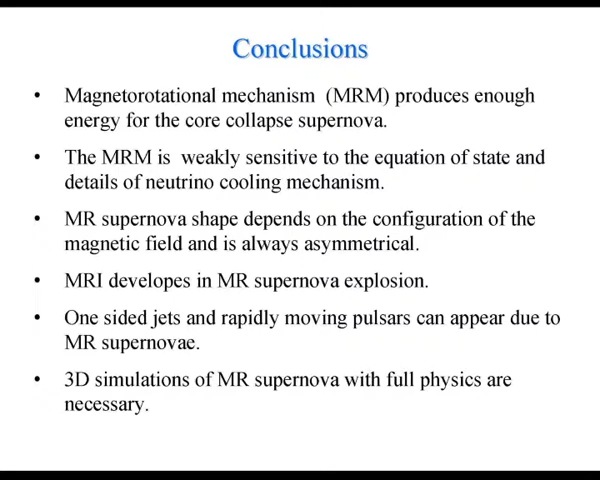 Conclusions
• Magnetorotational mechanism (MRM) produces enough
energy for the core collapse supernova.
• The MRM is weakly sensitive to the equation of state and
details of neutrino cooling mechanism.
• MR supernova shape depends on the configuration of the
magnetic field and is always asymmetrical.
• MRI developes in MR supernova explosion.
• One sided jets and rapidly moving pulsars can appear due to
MR supernovae.
• 3D simulations of MR supernova with full physics are
necessary.